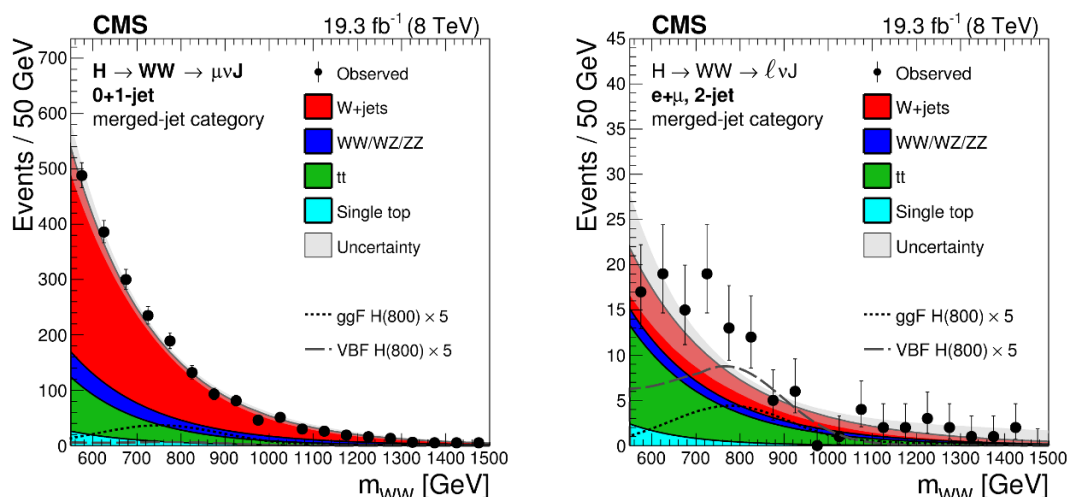 CMS 19.3 fb⁻¹ (8 TeV)
H → WW → μνJ
0+1-jet
merged-jet category
Observed
W+jets
WW/WZ/ZZ
tt
Single top
Uncertainty
ggF H(800) × 5
VBF H(800) × 5
Events / 50 GeV
700
600
500
400
300
200
100
0
600 700 800 900 1000 1100 1200 1300 1400 1500
m_WW [GeV]
CMS 19.3 fb⁻¹ (8 TeV)
H → WW → ℓνJ
e+μ, 2-jet
merged-jet category
Observed
W+jets
WW/WZ/ZZ
tt
Single top
Uncertainty
ggF H(800) × 5
VBF H(800) × 5
Events / 50 GeV
45
40
35
30
25
20
15
10
5
0
600 700 800 900 1000 1100 1200 1300 1400 1500
m_WW [GeV]